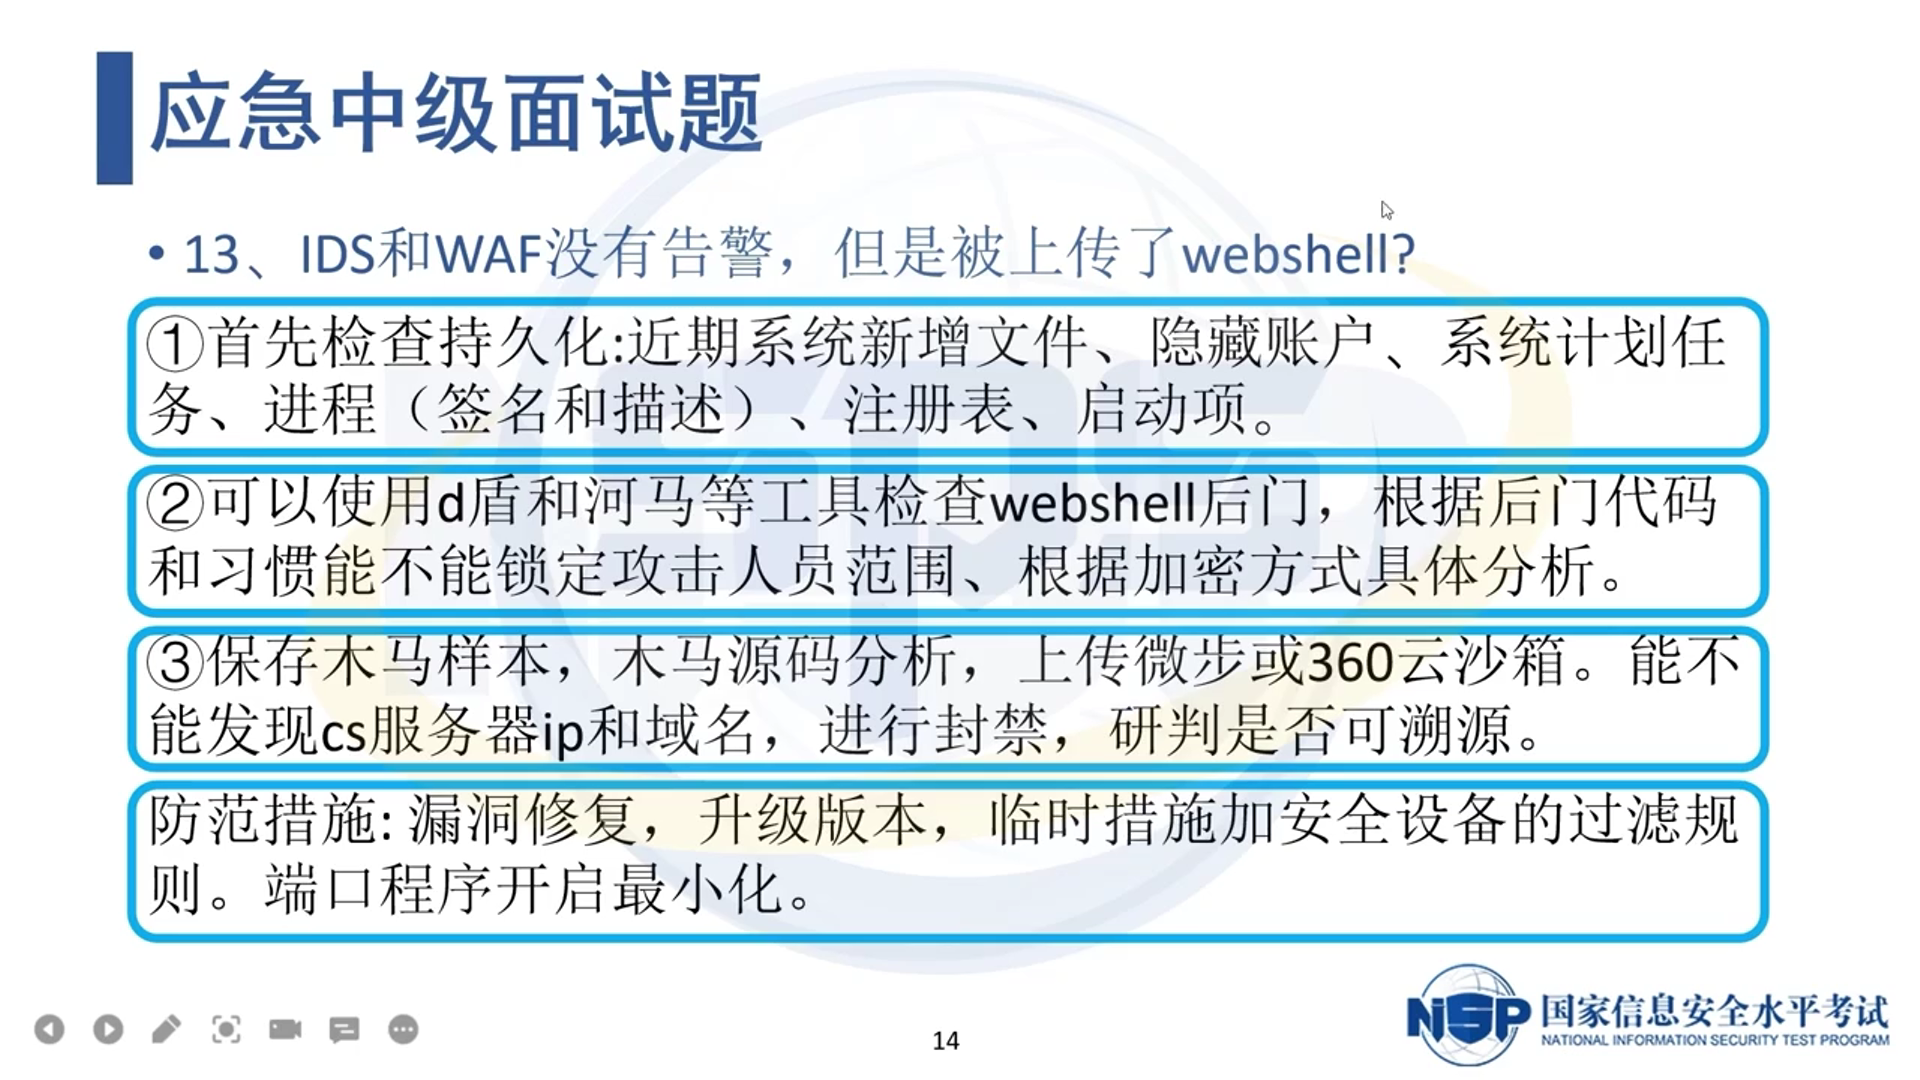 应急中级面试题
• 13、IDS和WAF没有告警，但是被上传了webshell?
①首先检查持久化:近期系统新增文件、隐藏账户、系统计划任
务、进程（签名和描述）、注册表、启动项。
②可以使用d盾和河马等工具检查webshell后门，根据后门代码
和习惯能不能锁定攻击人员范围、根据加密方式具体分析。
③保存木马样本，木马源码分析，上传微步或360云沙箱。能不
能发现cs服务器ip和域名，进行封禁，研判是否可溯源。
防范措施: 漏洞修复，升级版本，临时措施加安全设备的过滤规
则。端口程序开启最小化。
14
NISP 国家信息安全水平考试
NATIONAL INFORMATION SECURITY TEST PROGRAM